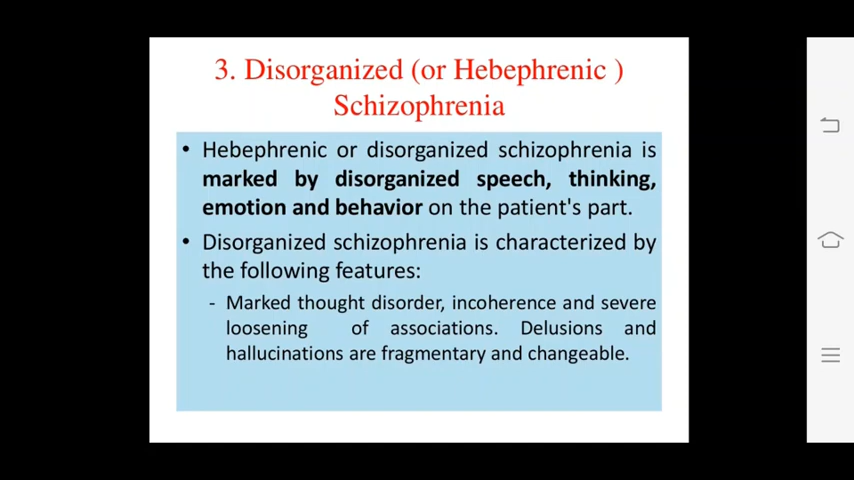 3. Disorganized (or Hebephrenic )
Schizophrenia
• Hebephrenic or disorganized schizophrenia is
marked by disorganized speech, thinking,
emotion and behavior on the patient's part.
• Disorganized schizophrenia is characterized by
the following features:
- Marked thought disorder, incoherence and severe
loosening of associations. Delusions and
hallucinations are fragmentary and changeable.